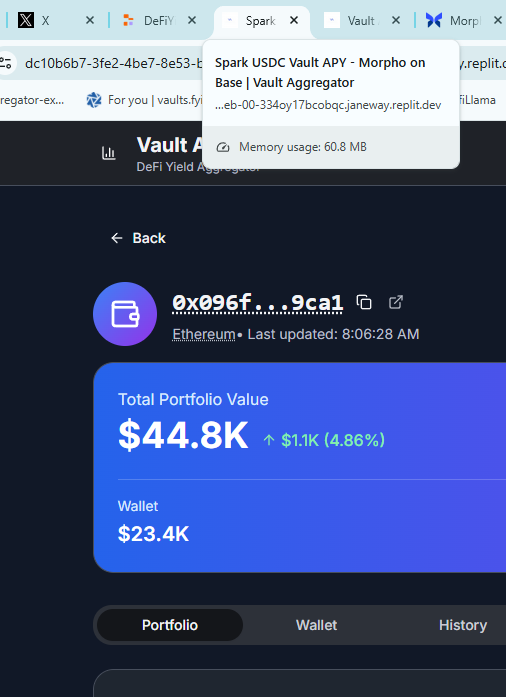 X
DeFiY
Spark
Vault
Morp
dc10b6b7-3fe2-4be7-8e53-b
y.replit.c
regator-ex...
For you | vaults.fyi
fiLlama
Spark USDC Vault APY - Morpho on
Base | Vault Aggregator
...eb-00-334oy17bcobqc.janeway.replit.dev
Memory usage: 60.8 MB
Vault A
DeFi Yield Aggregator
Back
0x096f...9ca1
Ethereum• Last updated: 8:06:28 AM
Total Portfolio Value
$44.8K
$1.1K (4.86%)
Wallet
$23.4K
Portfolio
Wallet
History